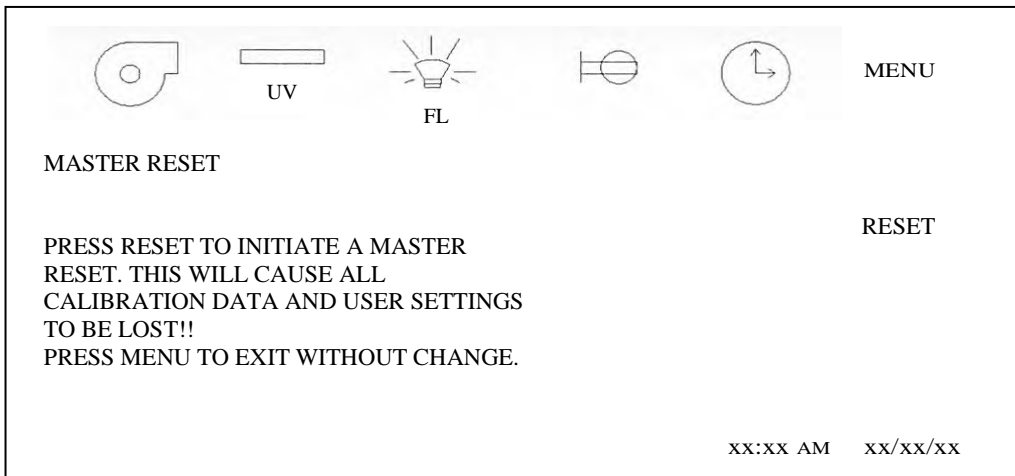 MENU
UV
FL
MASTER RESET
RESET
PRESS RESET TO INITIATE A MASTER
RESET. THIS WILL CAUSE ALL
CALIBRATION DATA AND USER SETTINGS
TO BE LOST!!
PRESS MENU TO EXIT WITHOUT CHANGE.
xx:xx AM xx/xx/xx